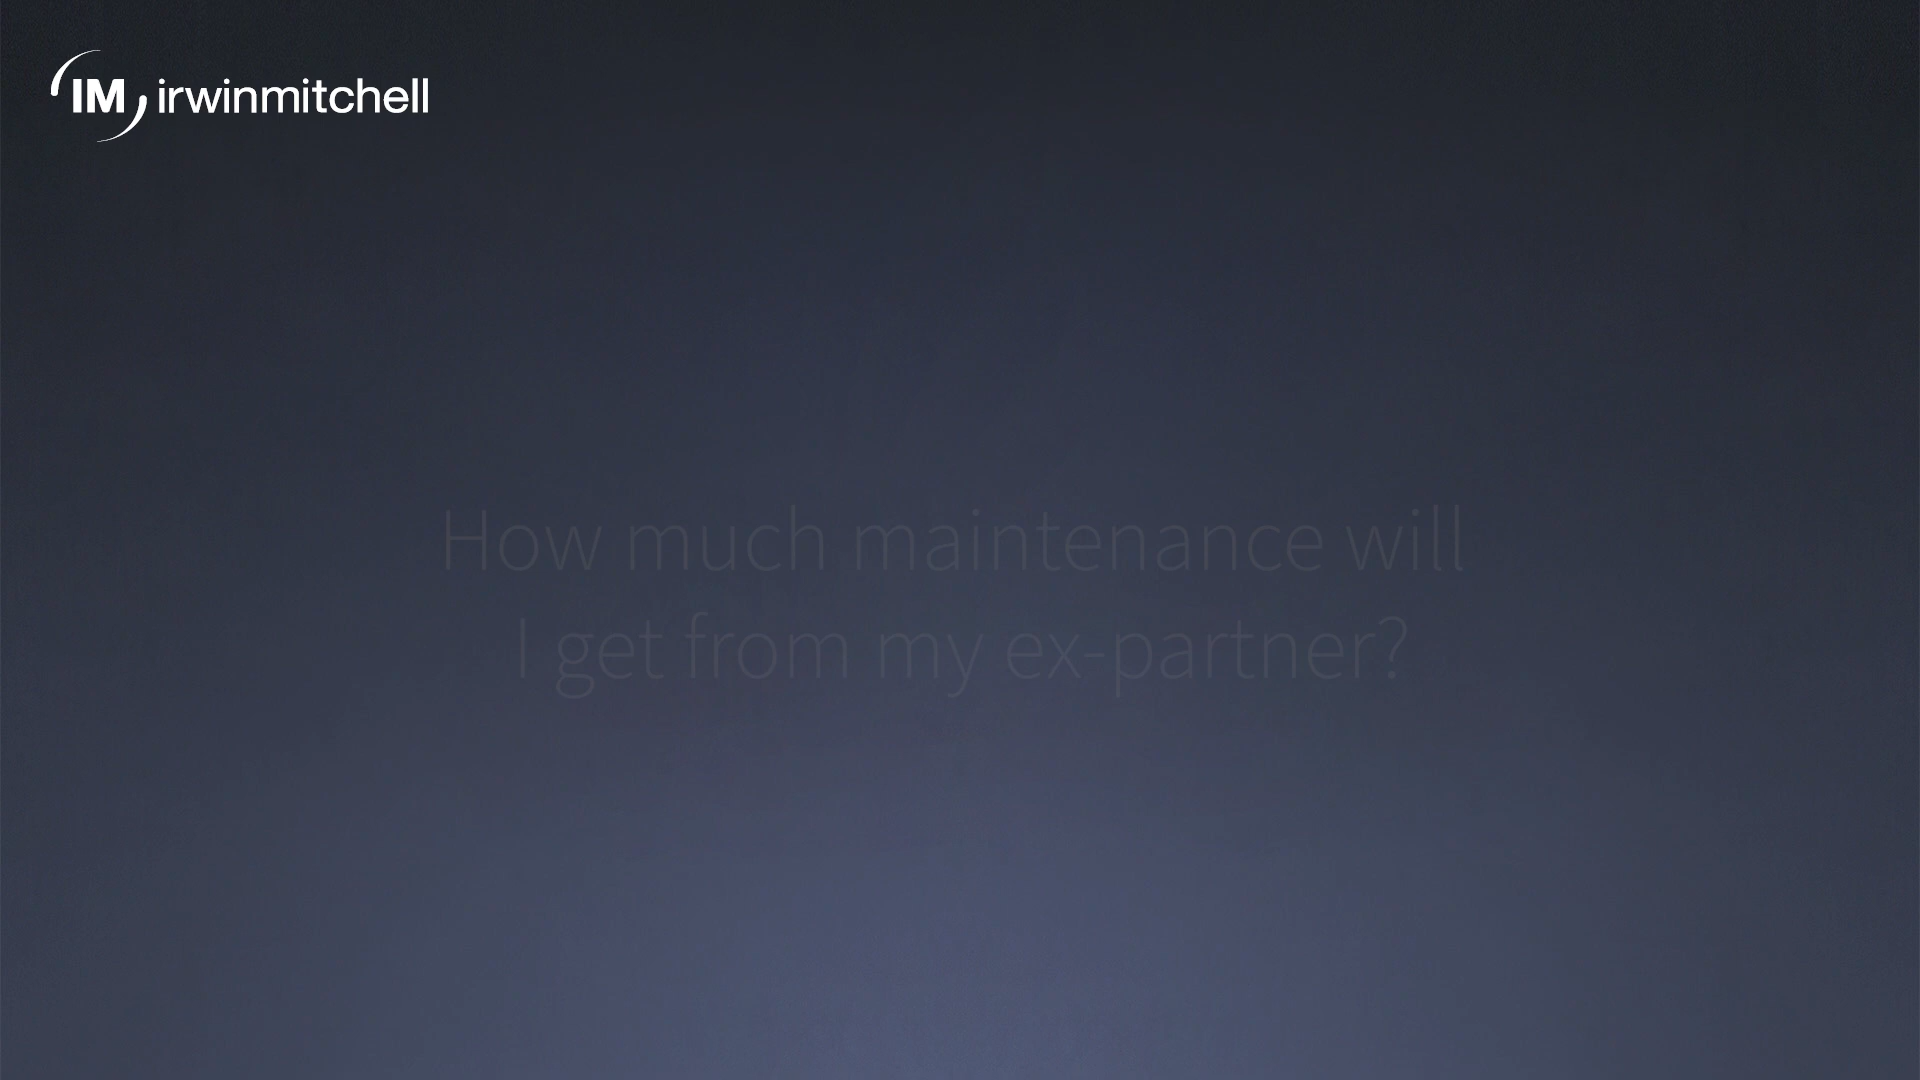 IM irwinmitchell
How much maintenance will
I get from my ex-partner?